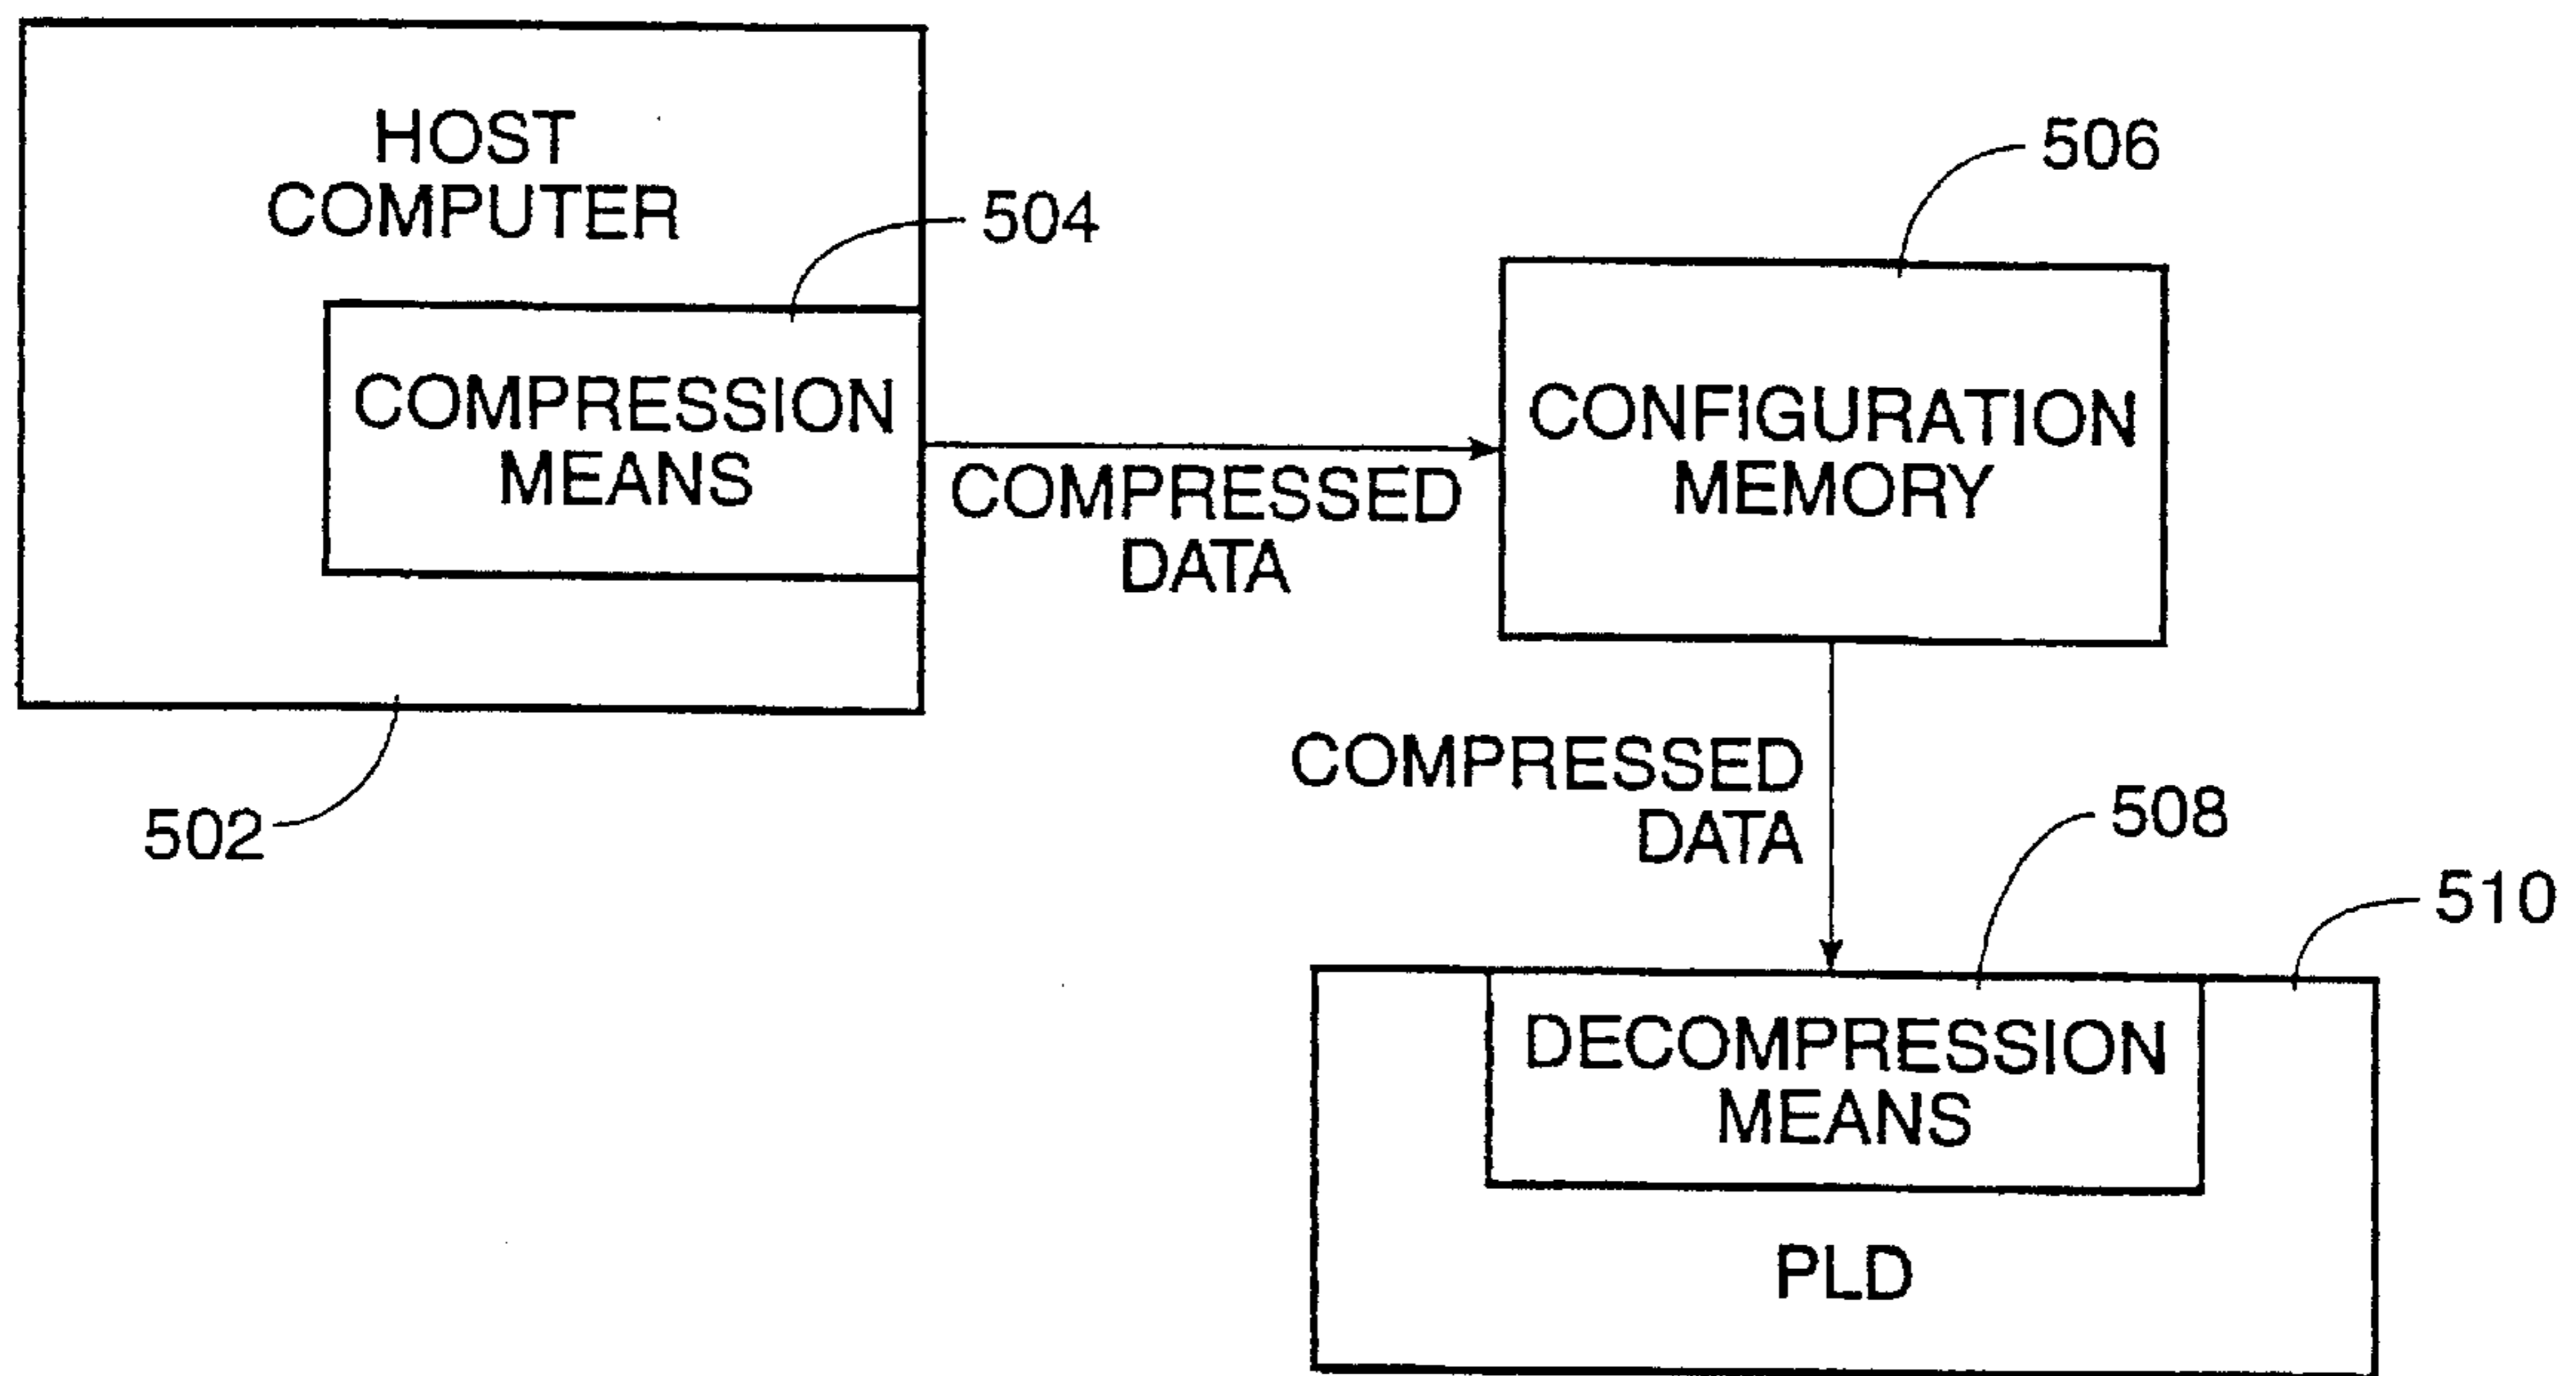 HOST
COMPUTER
504
COMPRESSION
MEANS
502
COMPRESSED
DATA
506
CONFIGURATION
MEMORY
COMPRESSED
DATA
508
510
DECOMPRESSION
MEANS
PLD